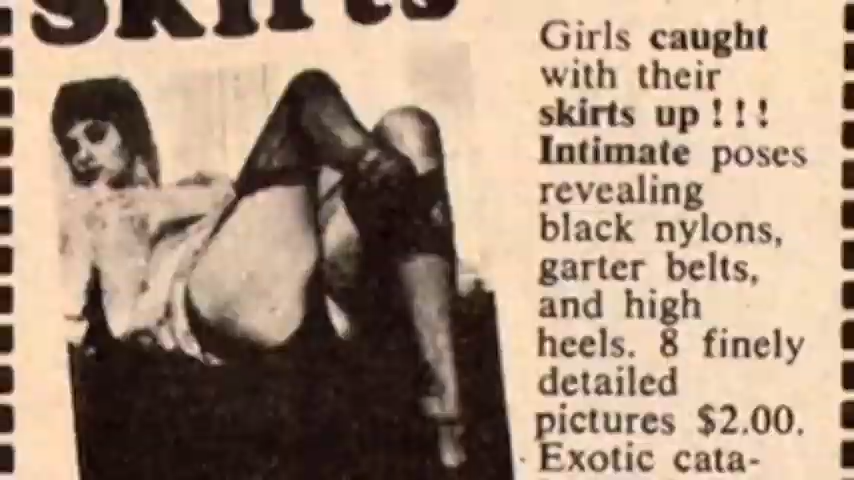 skirts
Girls caught
with their
skirts up ! ! !
Intimate poses
revealing
black nylons,
garter belts,
and high
heels. 8 finely
detailed
pictures $2.00.
Exotic cata-